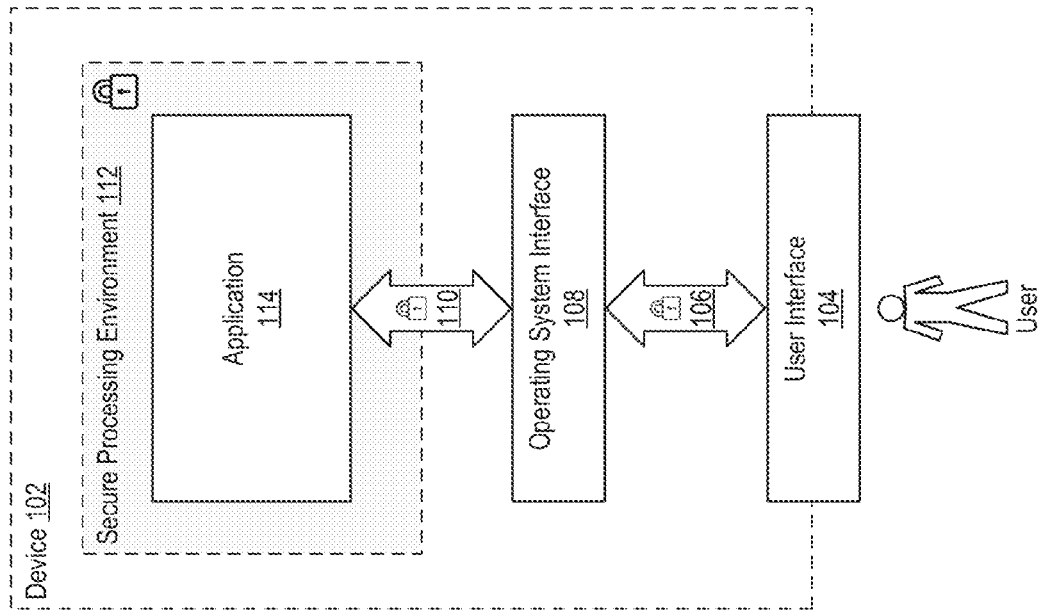 Device 102
Secure Processing Environment 112
Application
114
110
Operating System Interface
108
106
User Interface
104
User